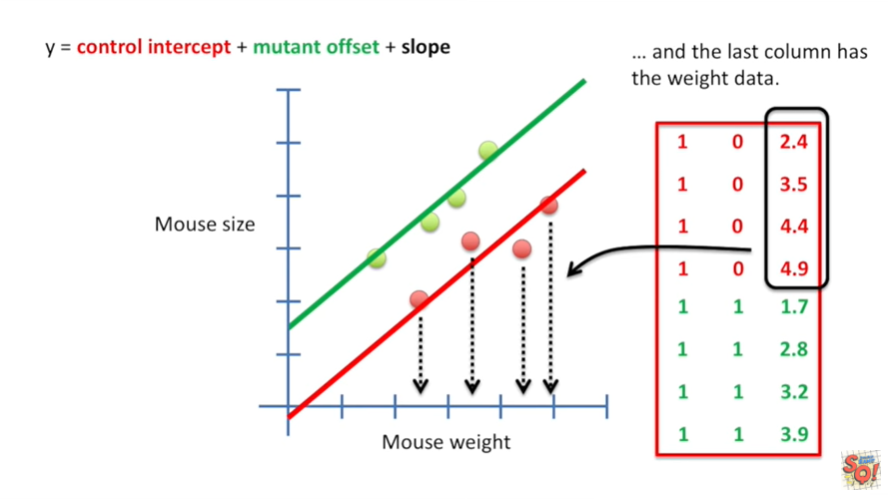 y = control intercept + mutant offset + slope
... and the last column has
the weight data.
Mouse size
Mouse weight
1 0 2.4
1 0 3.5
1 0 4.4
1 0 4.9
1 1 1.7
1 1 2.8
1 1 3.2
1 1 3.9
SQ!